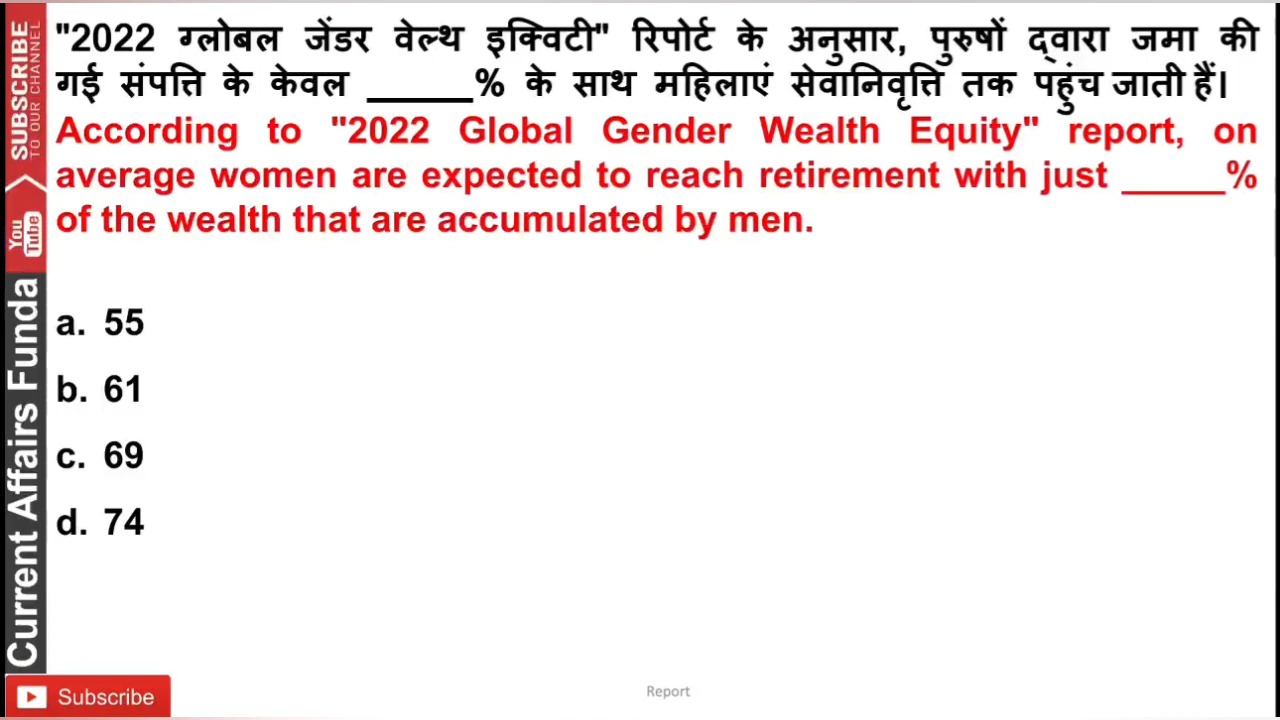 "2022 ग्लोबल जेंडर वेल्थ इक्विटी" रिपोर्ट के अनुसार, पुरुषों द्वारा जमा की
गई संपत्ति के केवल ______% के साथ महिलाएं सेवानिवृत्ति तक पहुंच जाती हैं।
According to "2022 Global Gender Wealth Equity" report, on
average women are expected to reach retirement with just ______%
of the wealth that are accumulated by men.
a. 55
b. 61
c. 69
d. 74
SUBSCRIBE
TO OUR CHANNEL
You
Tube
Current Affairs Funda
Subscribe
Report